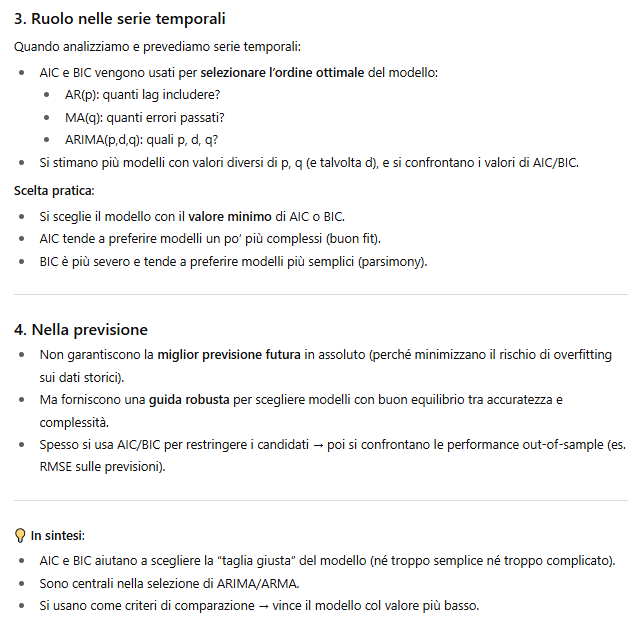 3. Ruolo nelle serie temporali
Quando analizziamo e prevediamo serie temporali:
• AIC e BIC vengono usati per selezionare l'ordine ottimale del modello:
• AR(p): quanti lag includere?
• MA(q): quanti errori passati?
• ARIMA(p,d,q): quali p, d, q?
• Si stimano più modelli con valori diversi di p, q (e talvolta d), e si confrontano i valori di AIC/BIC.
Scelta pratica:
• Si sceglie il modello con il valore minimo di AIC o BIC.
• AIC tende a preferire modelli un po' più complessi (buon fit).
• BIC è più severo e tende a preferire modelli più semplici (parsimony).
4. Nella previsione
• Non garantiscono la miglior previsione futura in assoluto (perché minimizzano il rischio di overfitting
sui dati storici).
• Ma forniscono una guida robusta per scegliere modelli con buon equilibrio tra accuratezza e
complessità.
• Spesso si usa AIC/BIC per restringere i candidati → poi si confrontano le performance out-of-sample (es.
RMSE sulle previsioni).
💡 In sintesi:
• AIC e BIC aiutano a scegliere la "taglia giusta" del modello (né troppo semplice né troppo complicato).
• Sono centrali nella selezione di ARIMA/ARMA.
• Si usano come criteri di comparazione → vince il modello col valore più basso.